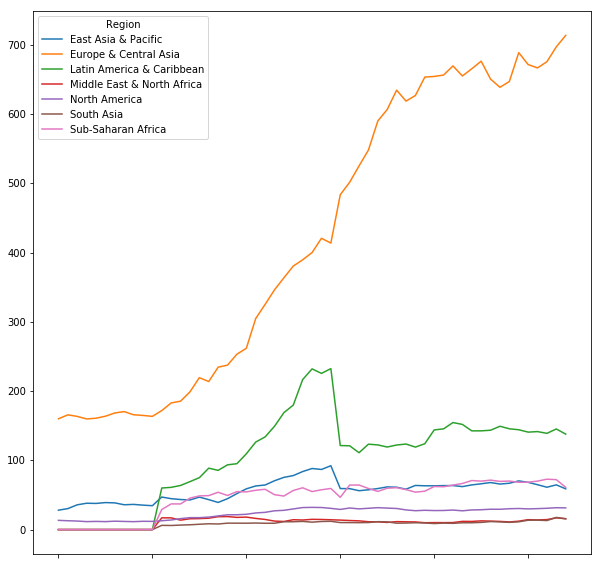 Region
East Asia & Pacific
Europe & Central Asia
Latin America & Caribbean
Middle East & North Africa
North America
South Asia
Sub-Saharan Africa
700
600
500
400
300
200
100
0